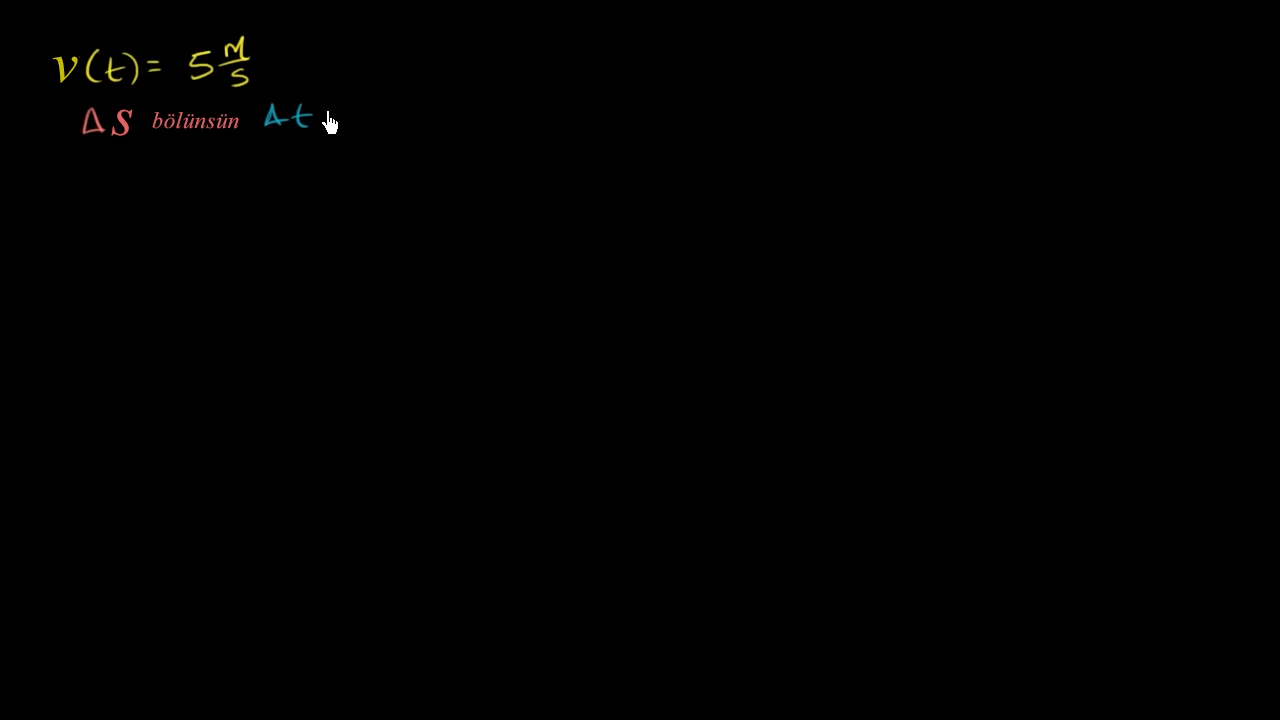 v(t) = 5 M/S
Δs bölünsün Δt